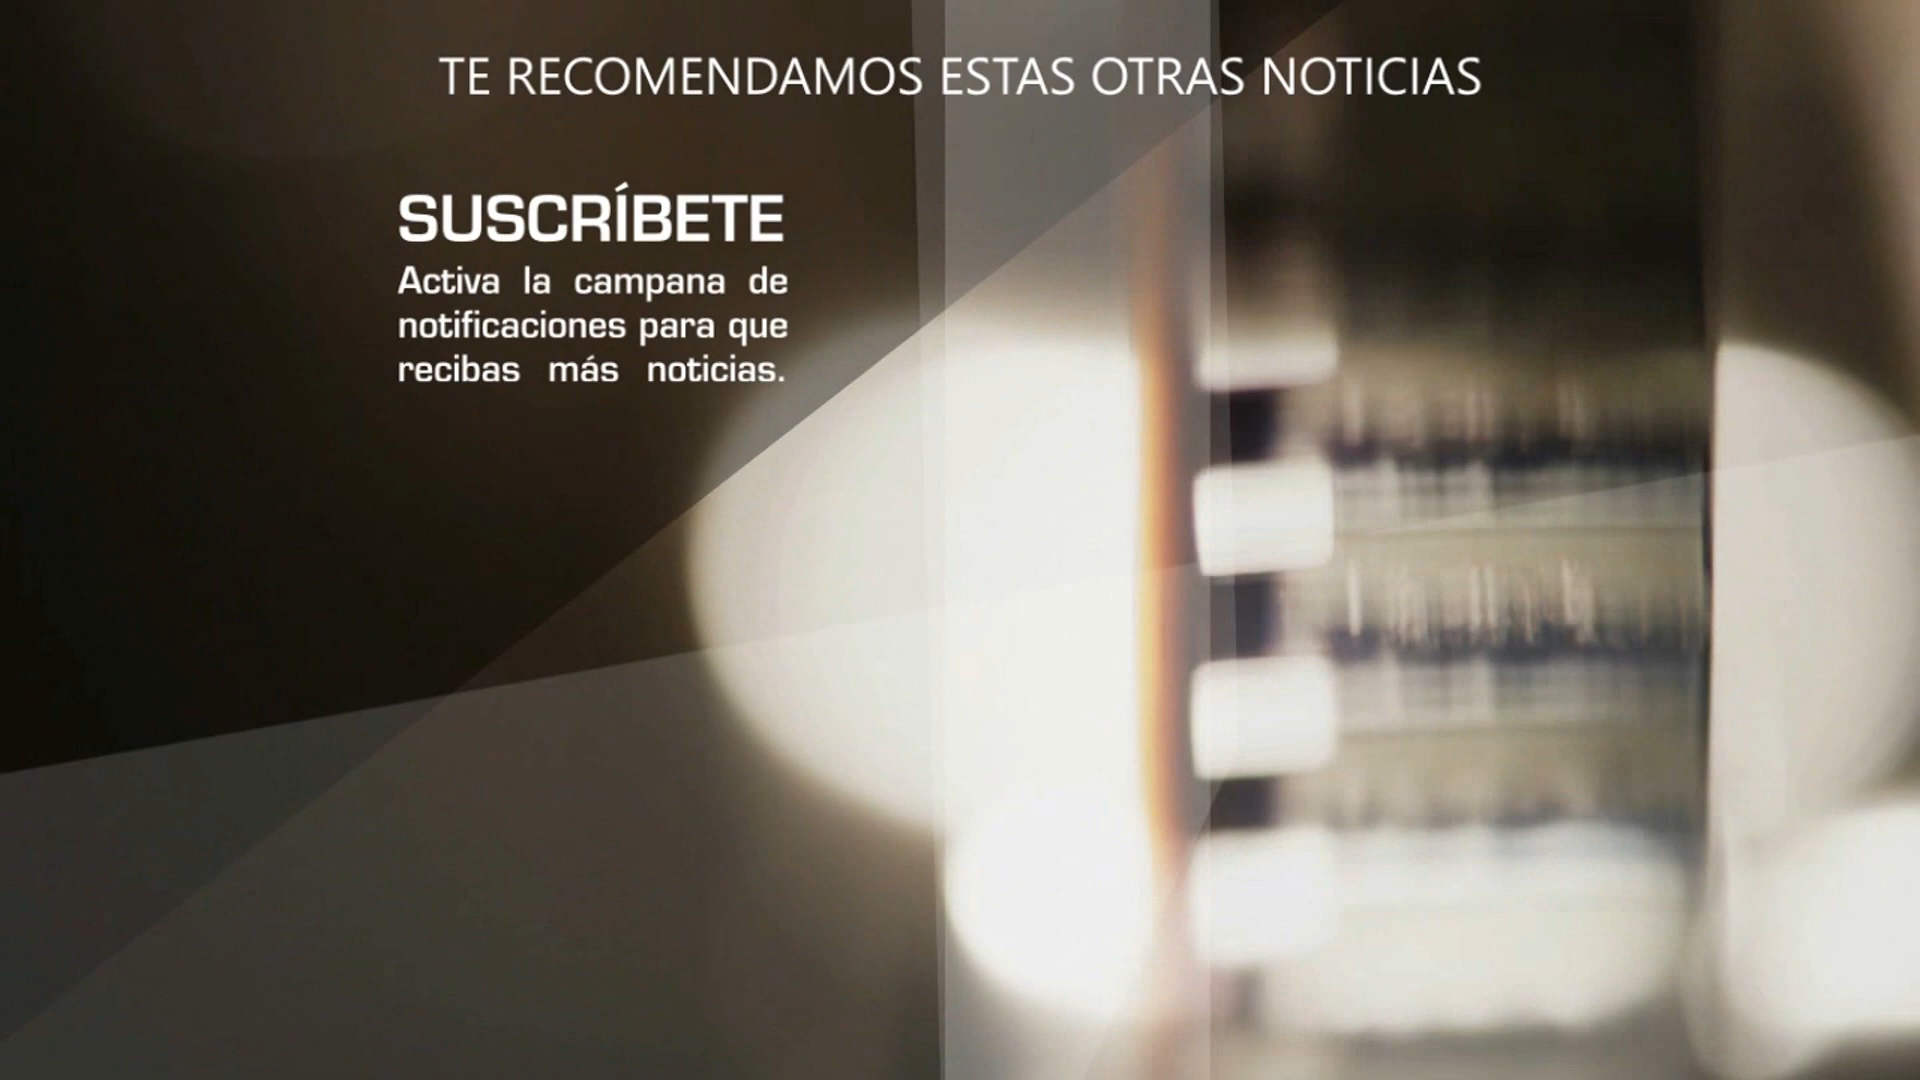 TE RECOMENDAMOS ESTAS OTRAS NOTICIAS
SUSCRÍBETE
Activa la campana de
notificaciones para que
recibas más noticias.